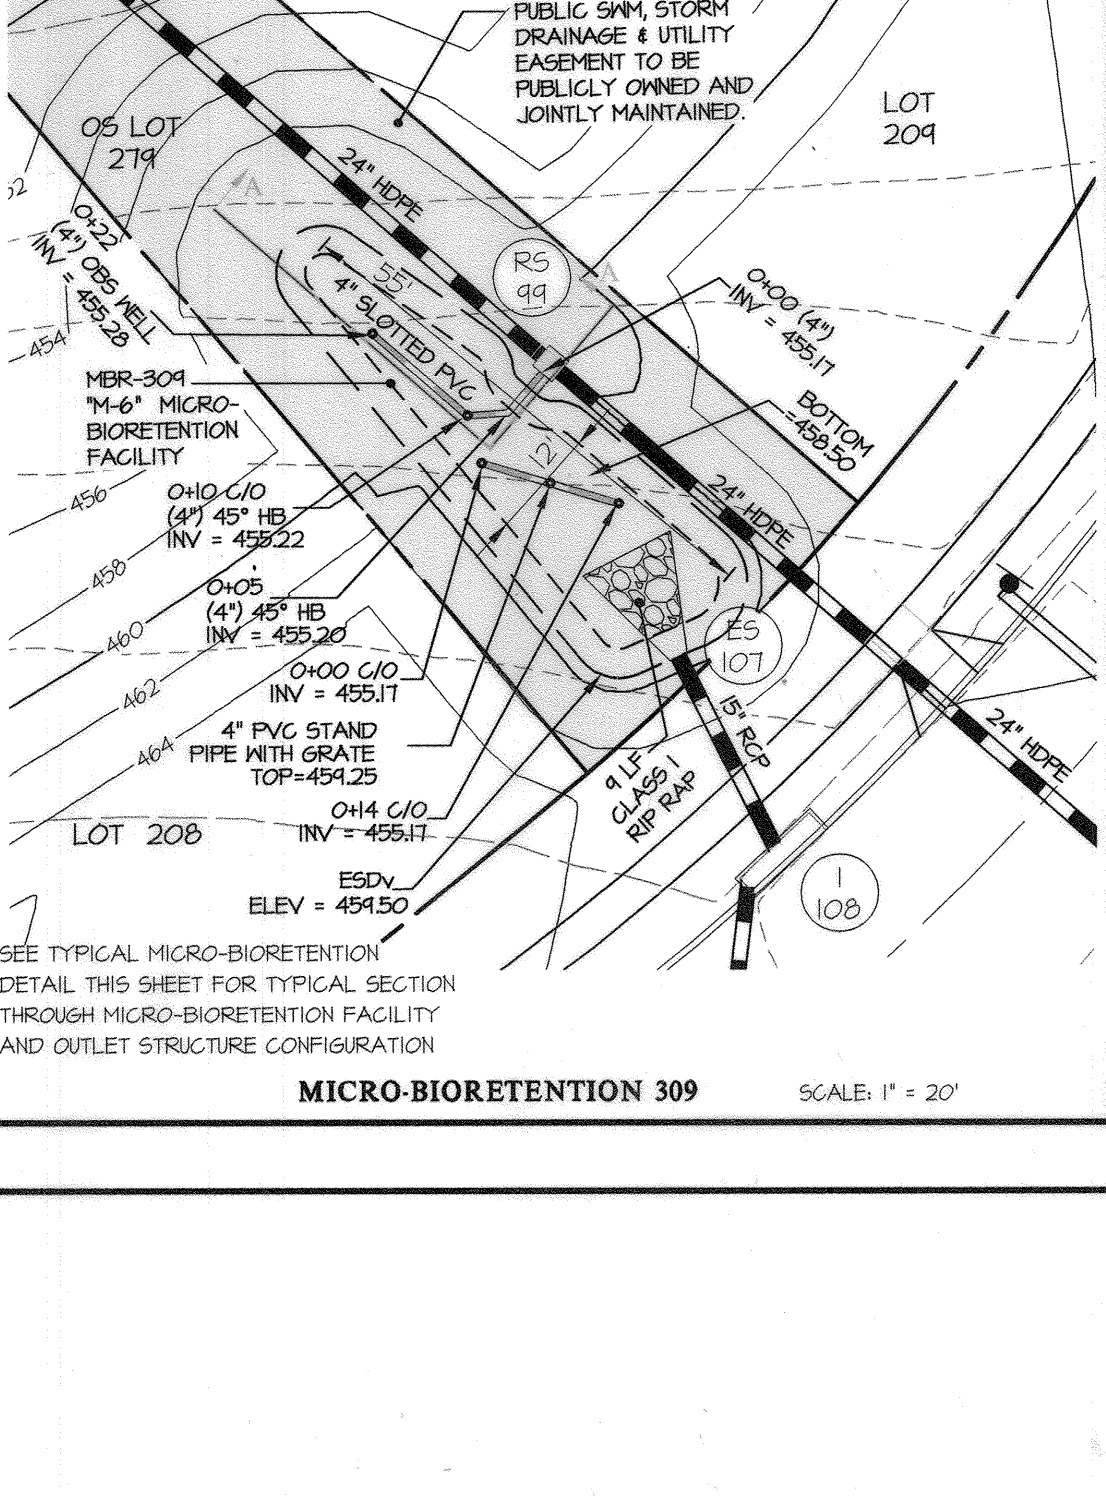 PUBLIC SWM, STORM
DRAINAGE & UTILITY
EASEMENT TO BE
PUBLICLY OWNED AND
JOINTLY MAINTAINED.
LOT
209
OS LOT
279
24" HDPE
A
0+22
(4") OBS WELL
INV = 455.28
55'
4" SLOTTED PVC
RS
99
A
0+00 (4")
INV = 455.17
454
MBR-309
"M-6" MICRO-
BIORETENTION
FACILITY
BOTTOM
=458.50
12'
456
0+10 C/O
(4") 45° HB
INV = 455.22
24" HDPE
458
0+05
(4") 45° HB
INV = 455.20
460
ES
107
0+00 C/O
INV = 455.17
462
4" PVC STAND
PIPE WITH GRATE
TOP=459.25
464
15" RCP
24" HDPE
9 LF
CLASS I
RIP RAP
0+14 C/O
INV = 455.17
LOT 208
ESDv
ELEV = 459.50
I
108
SEE TYPICAL MICRO-BIORETENTION
DETAIL THIS SHEET FOR TYPICAL SECTION
THROUGH MICRO-BIORETENTION FACILITY
AND OUTLET STRUCTURE CONFIGURATION
MICRO-BIORETENTION 309
SCALE: 1" = 20'